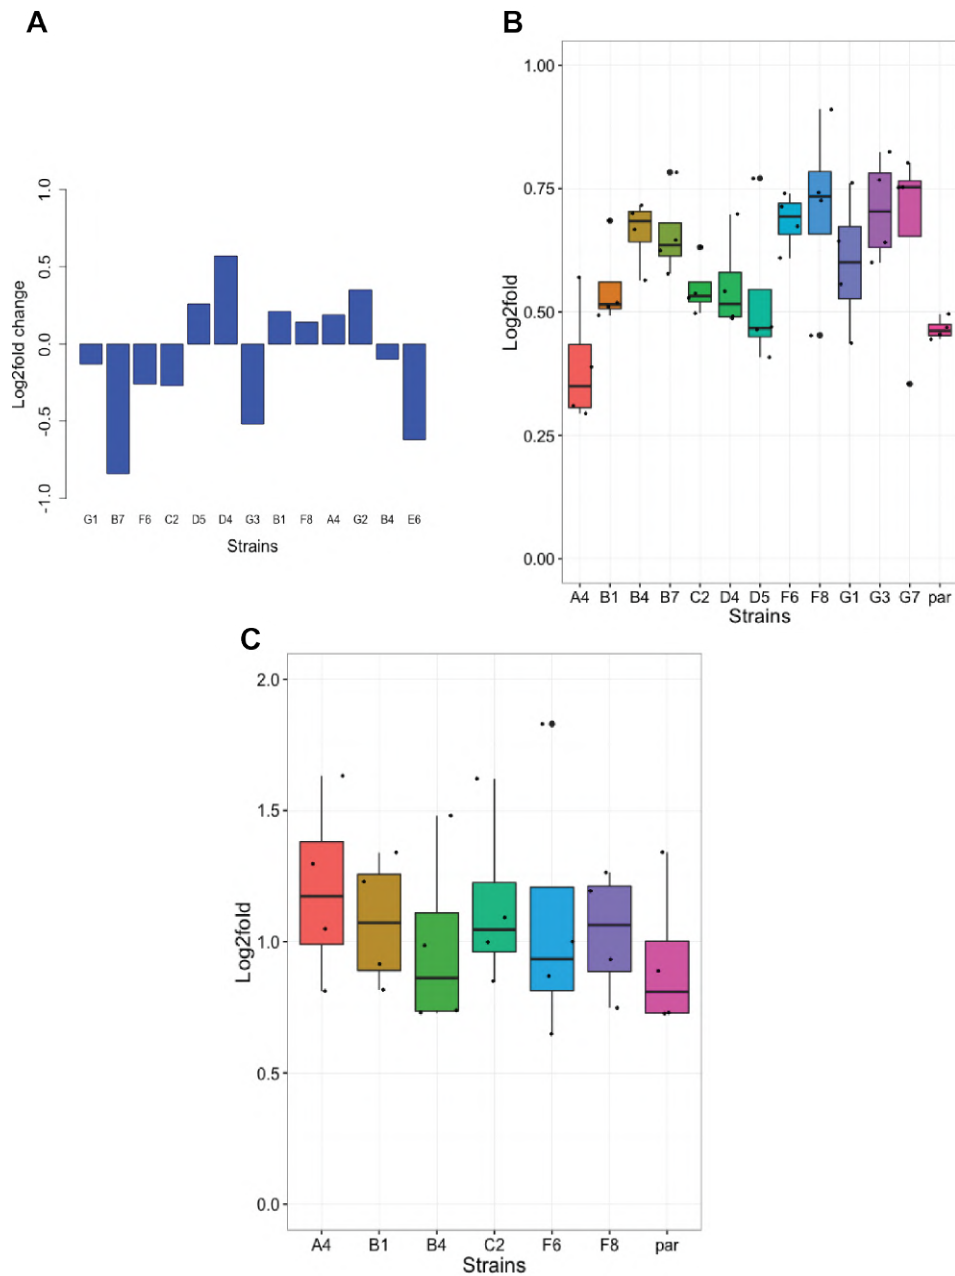 A
Log2fold change
1.0
0.5
0.0
-0.5
-1.0
G1 B7 F6 C2 D5 D4 G3 B1 F8 A4 G2 B4 E6
Strains
B
Log2fold
1.00
0.75
0.50
0.25
0.00
A4 B1 B4 B7 C2 D4 D5 F6 F8 G1 G3 G7 par
Strains
C
Log2fold
2.0
1.5
1.0
0.5
0.0
A4 B1 B4 C2 F6 F8 par
Strains